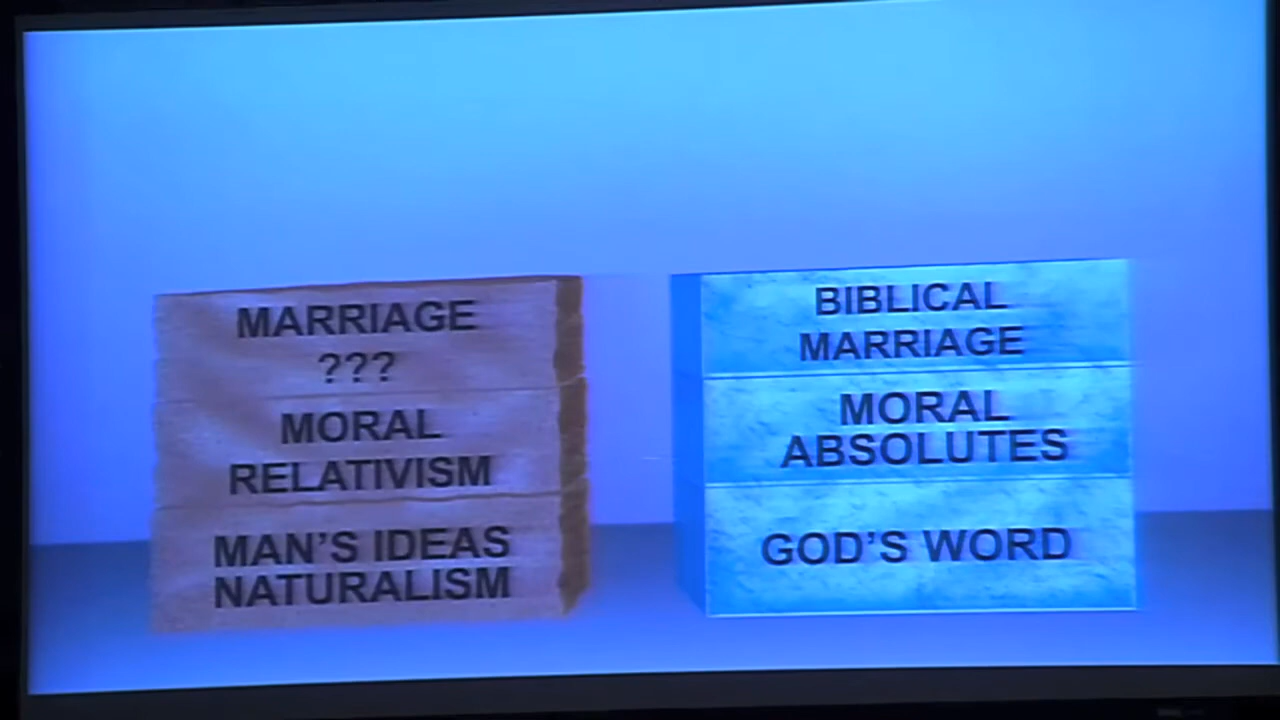 MARRIAGE
???
MORAL
RELATIVISM
MAN'S IDEAS
NATURALISM
BIBLICAL
MARRIAGE
MORAL
ABSOLUTES
GOD'S WORD